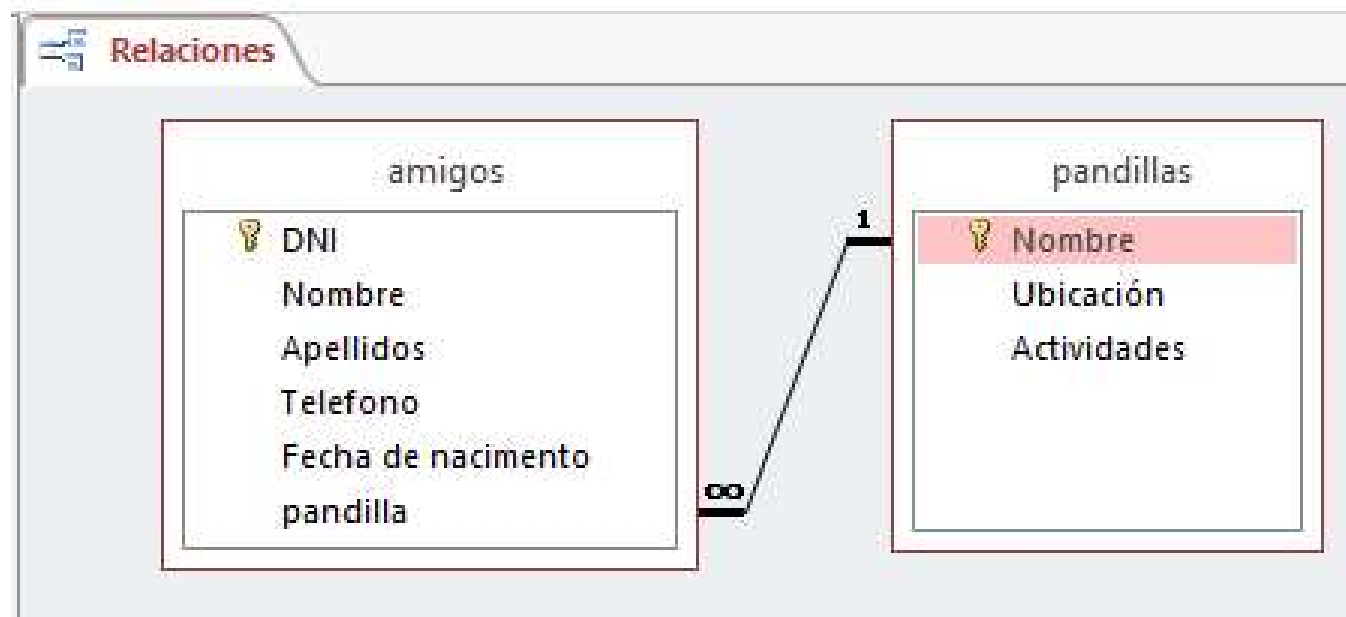 Relaciones
amigos
DNI
Nombre
Apellidos
Telefono
Fecha de nacimento
pandilla
∞
1
pandillas
Nombre
Ubicación
Actividades